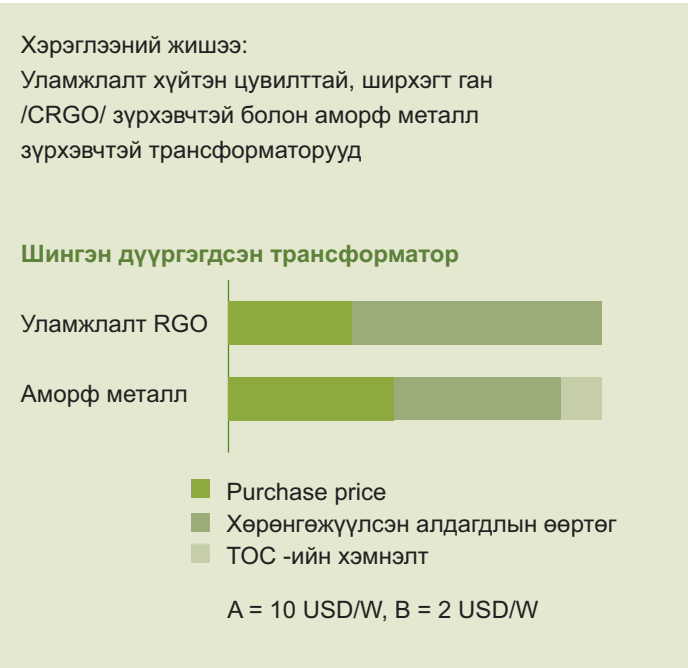 Хэрэглээний жишээ:
Уламжлалт хүйтэн цувилттай, ширхэгт ган
/CRGO/ зүрхэвчтэй болон аморф металл
зүрхэвчтэй трансформаторууд
Шингэн дүүргэгдсэн трансформатор
Уламжлалт RGO
Аморф металл
Purchase price
Хөрөнгөжүүлсэн алдагдлын өөртөг
TOC -ийн хэмнэлт
A = 10 USD/W, B = 2 USD/W